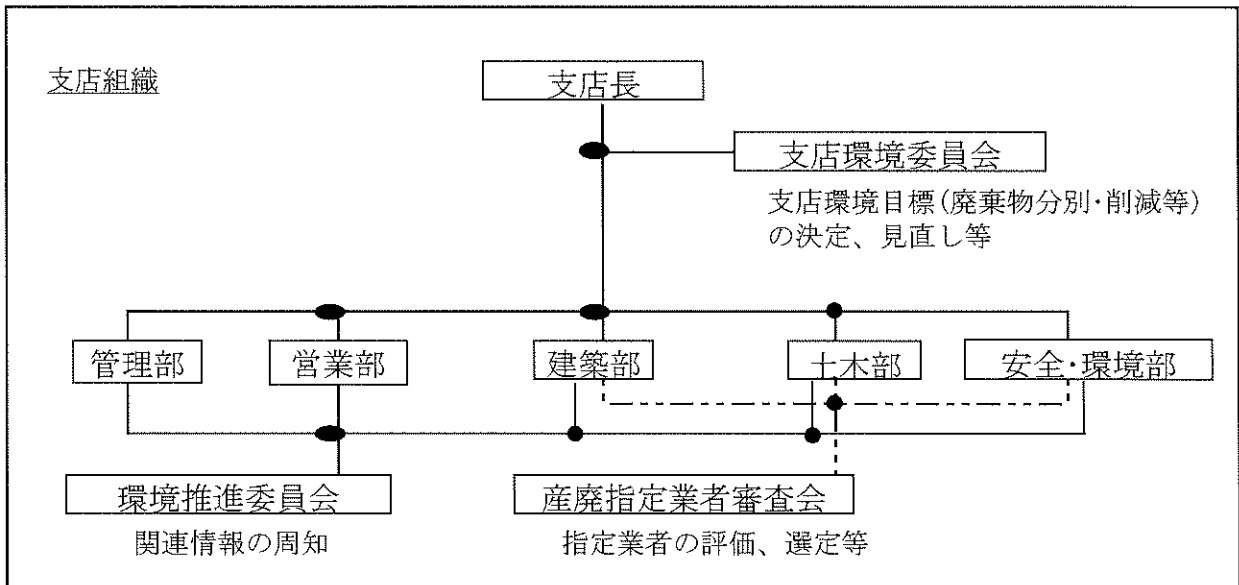 支店組織
支店長
支店環境委員会
支店環境目標(廃棄物分別・削減等)
の決定、見直し等
管理部
営業部
建築部
土木部
安全・環境部
環境推進委員会
産廃指定業者審査会
関連情報の周知
指定業者の評価、選定等